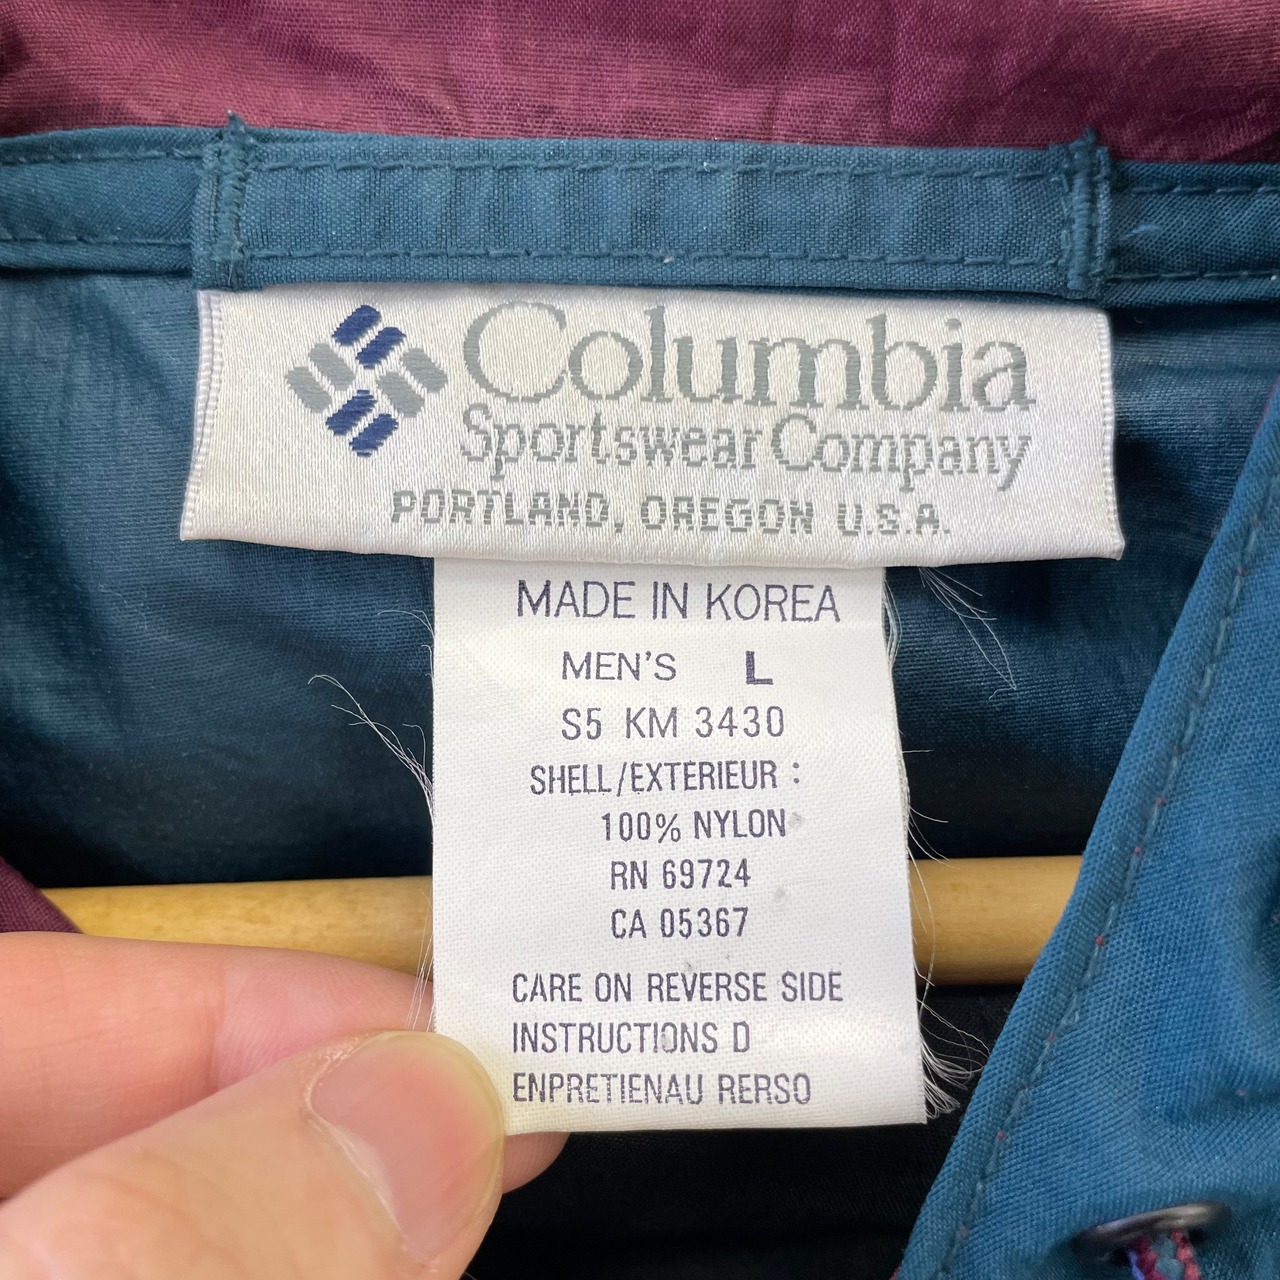 Columbia
Sportswear Company
PORTLAND, OREGON U.S.A.
MADE IN KOREA
MEN'S L
S5 KM 3430
SHELL/EXTERIEUR :
100% NYLON
RN 69724
CA 05367
CARE ON REVERSE SIDE
INSTRUCTIONS D
ENPRETIENAU RERSO